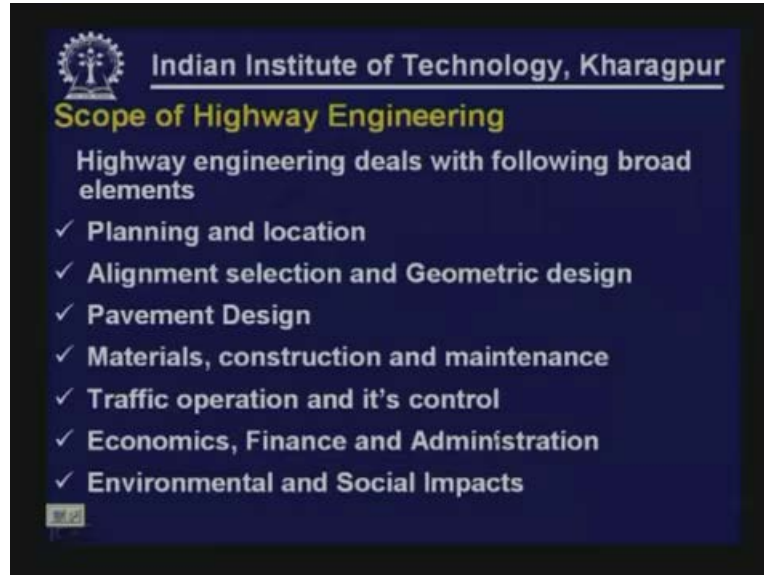 Indian Institute of Technology, Kharagpur
Scope of Highway Engineering
Highway engineering deals with following broad
elements
✓ Planning and location
✓ Alignment selection and Geometric design
✓ Pavement Design
✓ Materials, construction and maintenance
✓ Traffic operation and it's control
✓ Economics, Finance and Administration
✓ Environmental and Social Impacts